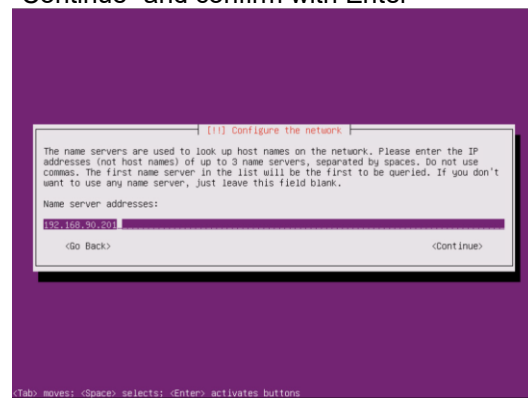 "Continue" and confirm with Enter
[!!] Configure the network
The name servers are used to look up host names on the network. Please enter the IP
addresses (not host names) of up to 3 name servers, separated by spaces. Do not use
commas. The first name server in the list will be the first to be queried. If you don't
want to use any name server, just leave this field blank.
Name server addresses:
192.168.90.201
<Go Back> <Continue>
<Tab> moves; <Space> selects; <Enter> activates buttons